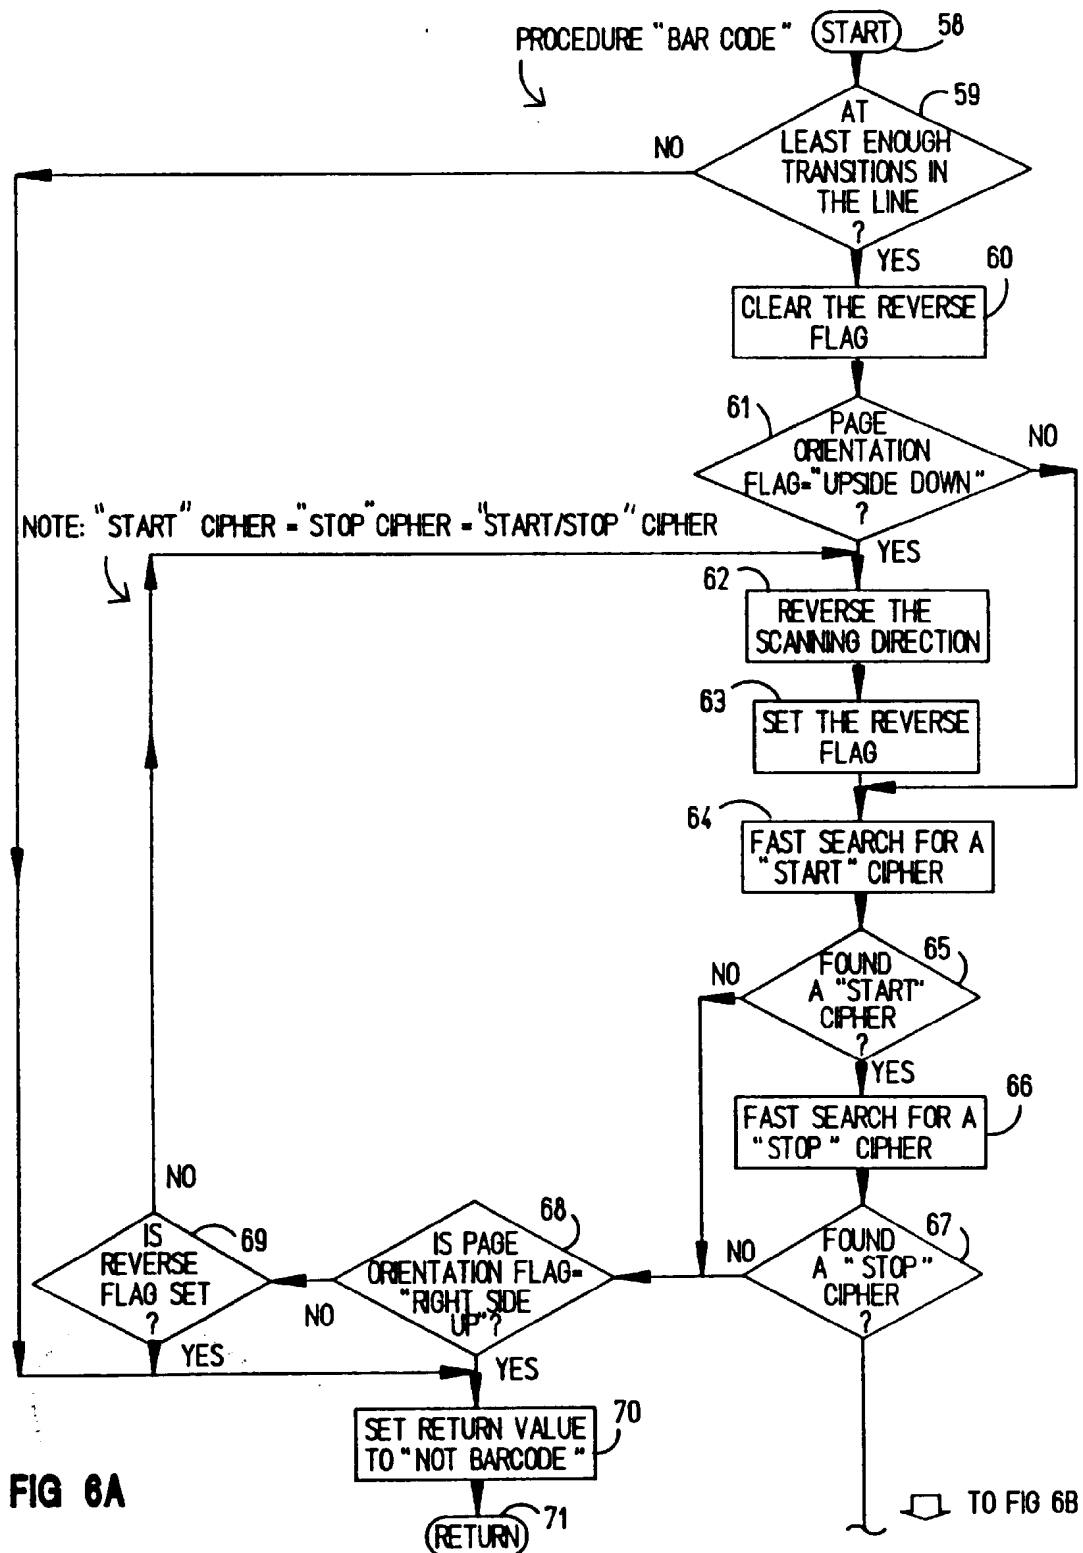 PROCEDURE "BAR CODE"
START
58
AT
LEAST ENOUGH
TRANSITIONS IN
THE LINE
?
59
NO
YES
60
CLEAR THE REVERSE
FLAG
61
PAGE
ORIENTATION
FLAG="UPSIDE DOWN"
?
NO
YES
NOTE: "START" CIPHER = "STOP" CIPHER = "START/STOP" CIPHER
62
REVERSE THE
SCANNING DIRECTION
63
SET THE REVERSE
FLAG
64
FAST SEARCH FOR A
"START" CIPHER
65
FOUND
A "START"
CIPHER
?
NO
YES
66
FAST SEARCH FOR A
"STOP" CIPHER
67
FOUND
A "STOP"
CIPHER
?
NO
68
IS PAGE
ORIENTATION FLAG=
"RIGHT SIDE
UP"?
NO
YES
69
IS
REVERSE
FLAG SET
?
NO
YES
70
SET RETURN VALUE
TO "NOT BARCODE"
71
RETURN
TO FIG 6B
FIG 6A